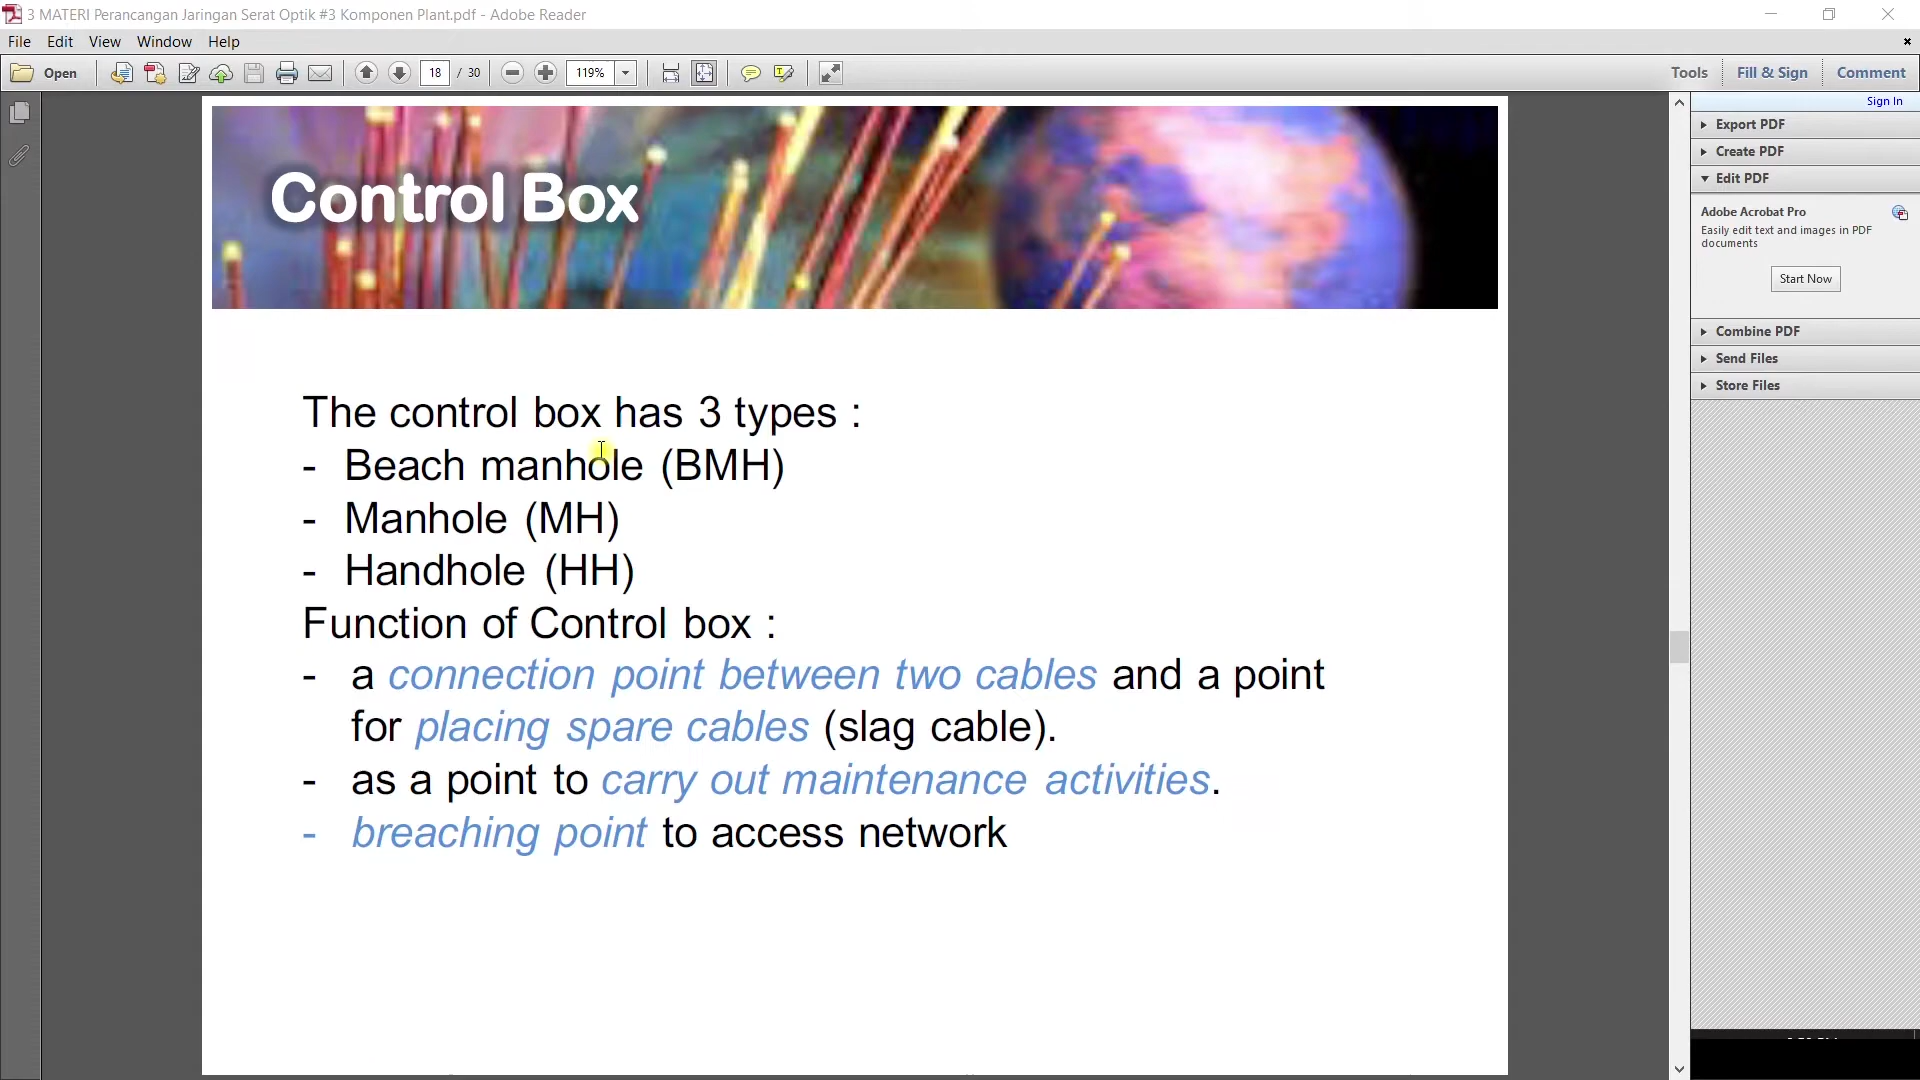 3 MATERI Perancangan Jaringan Serat Optik #3 Komponen Plant.pdf - Adobe Reader
File Edit View Window Help
Open 18 / 30 119% Tools Fill & Sign Comment
Sign In
Export PDF
Create PDF
Edit PDF
Adobe Acrobat Pro
Easily edit text and images in PDF
documents
Start Now
Combine PDF
Send Files
Store Files
Control Box
The control box has 3 types :
- Beach manhole (BMH)
- Manhole (MH)
- Handhole (HH)
Function of Control box :
- a connection point between two cables and a point
for placing spare cables (slag cable).
- as a point to carry out maintenance activities.
- breaching point to access network